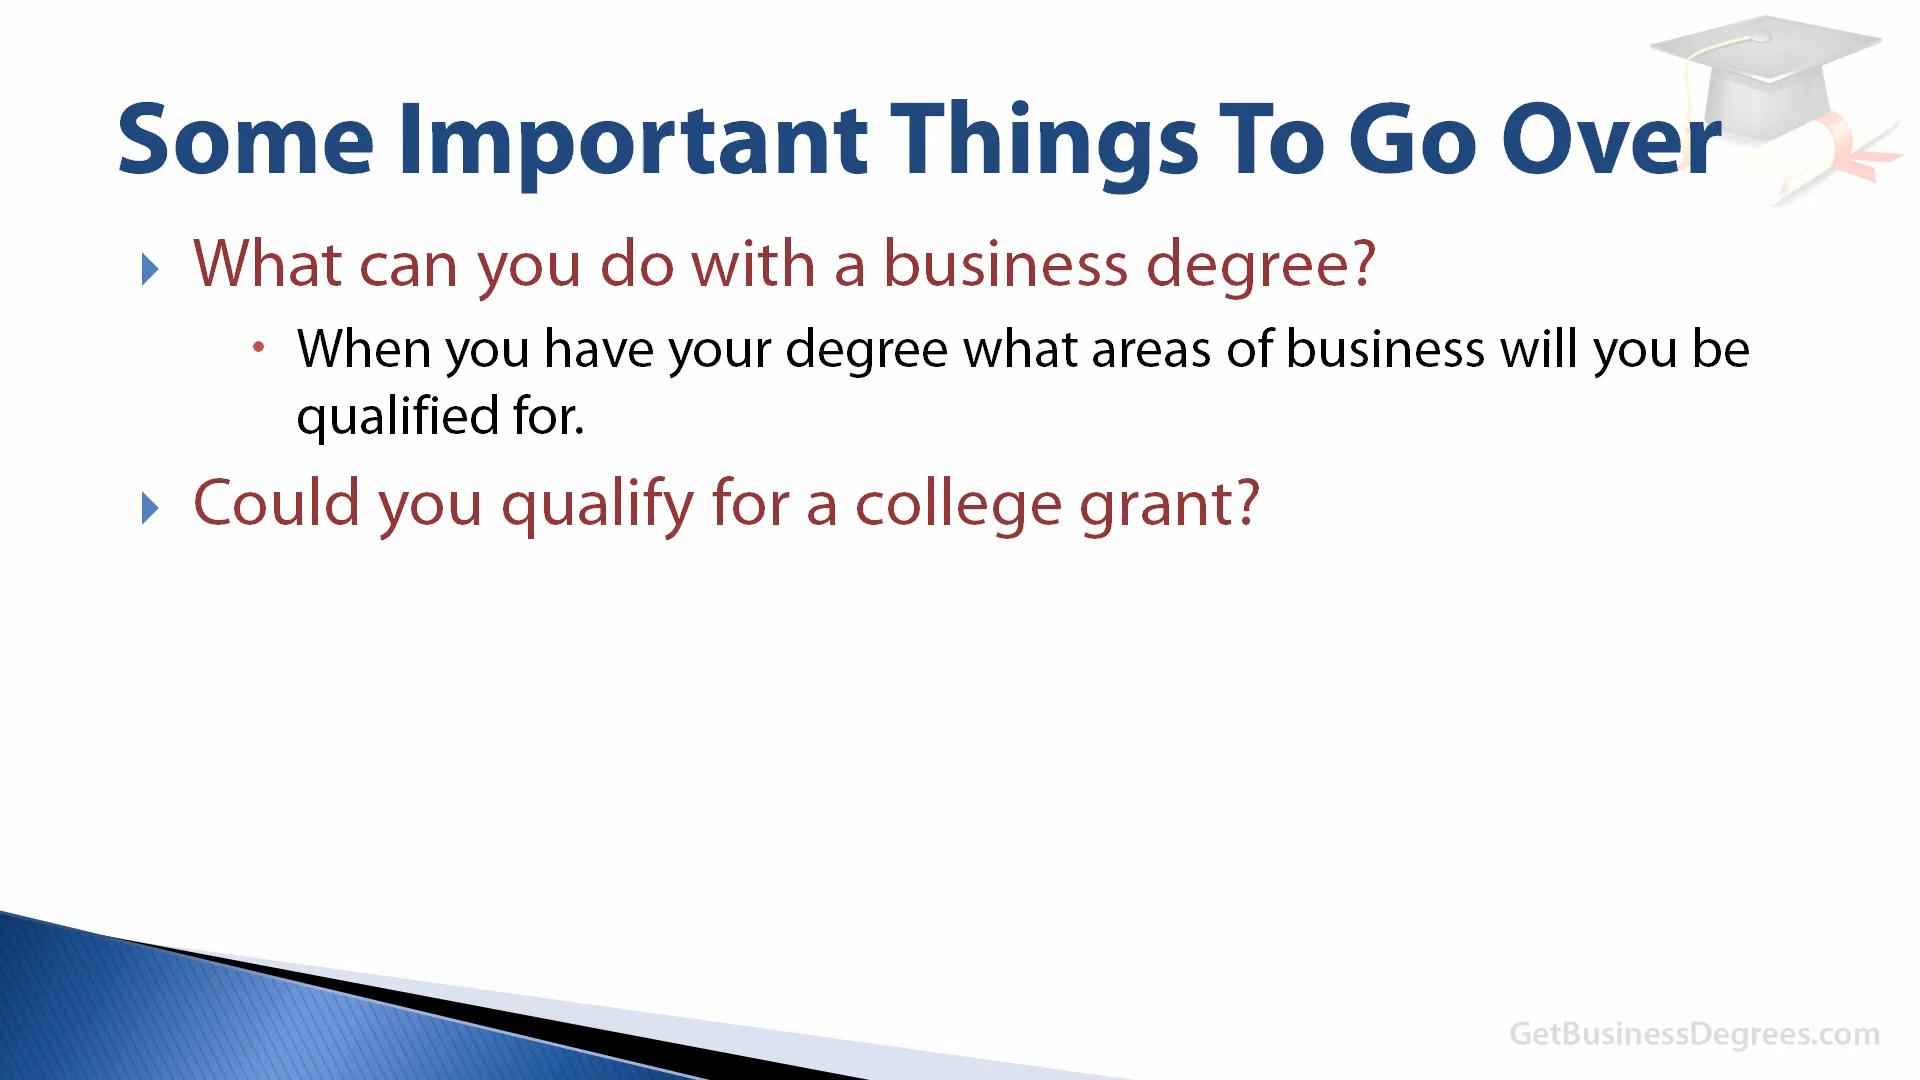 Some Important Things To Go Over
What can you do with a business degree?
When you have your degree what areas of business will you be
qualified for.
Could you qualify for a college grant?
GetBusinessDegrees.com